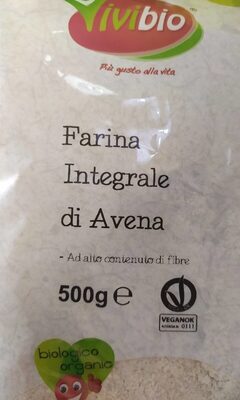 Vivibio
Più gusto alla vita
Farina
Integrale
di Avena
- Ad alto contenuto di fibre
500g e
VEGANOK
biologico
organic